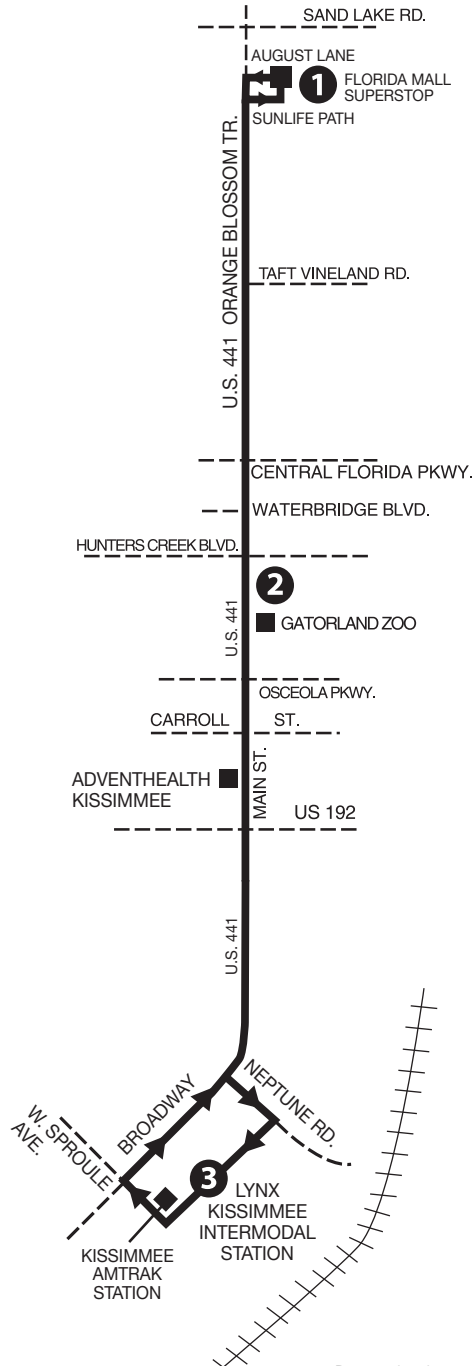 SAND LAKE RD.
AUGUST LANE
1
FLORIDA MALL
SUPERSTOP
SUNLIFE PATH
U.S. 441 ORANGE BLOSSOM TR.
TAFT VINELAND RD.
CENTRAL FLORIDA PKWY.
WATERBRIDGE BLVD.
HUNTERS CREEK BLVD.
2
U.S. 441
GATORLAND ZOO
OSCEOLA PKWY.
CARROLL ST.
MAIN ST.
ADVENTHEALTH
KISSIMMEE
US 192
U.S. 441
NEPTUNE RD.
BROADWAY
W. SPROULE
AVE.
3
LYNX
KISSIMMEE
INTERMODAL
STATION
KISSIMMEE
AMTRAK
STATION